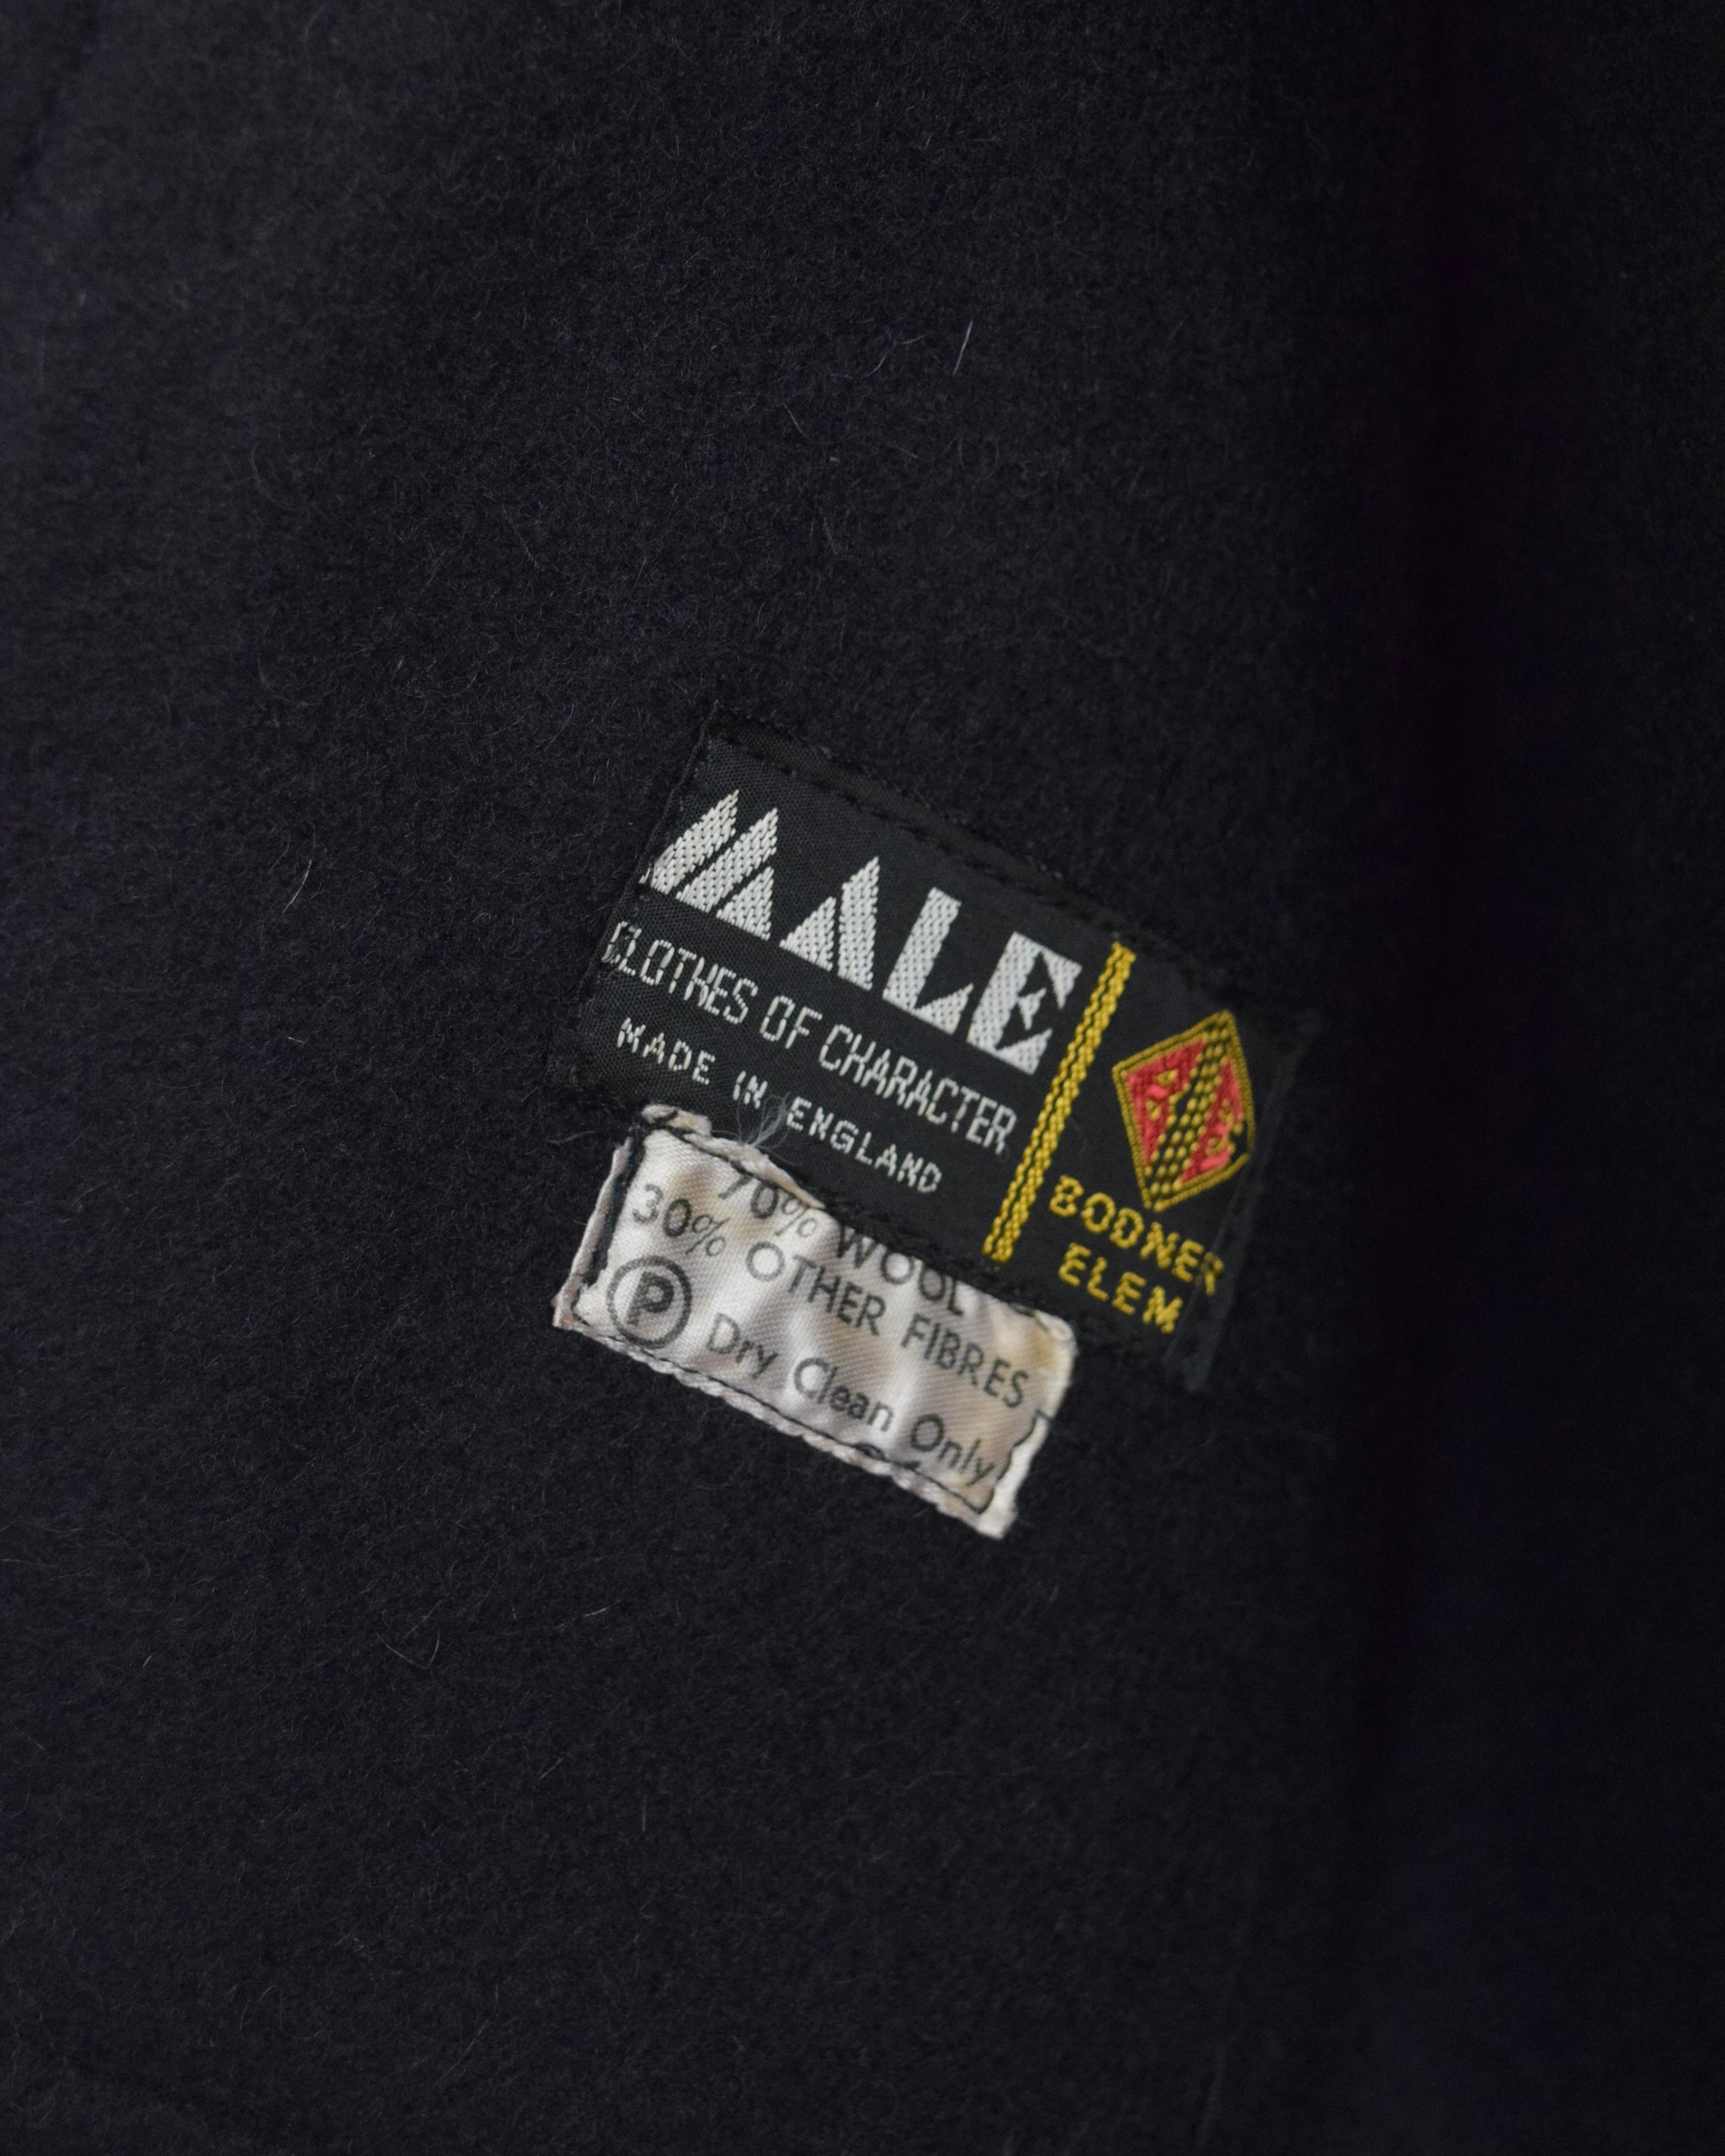 MALE
CLOTHES OF CHARACTER
MADE IN ENGLAND
BODNER
ELEM
70% WOOL
30% OTHER FIBRES
P Dry Clean Only